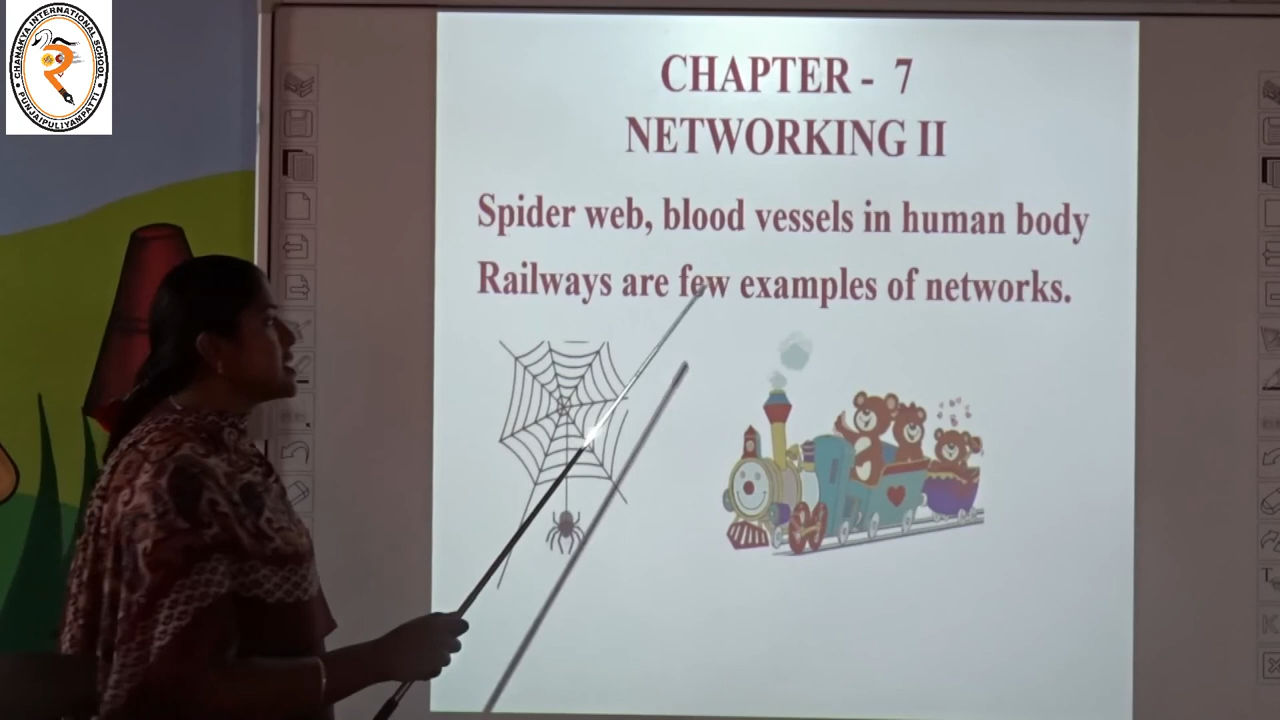 CHANAKYA INTERNATIONAL SCHOOL
PUNJAIPULIYAMPATTI
CHAPTER - 7
NETWORKING II
Spider web, blood vessels in human body
Railways are few examples of networks.